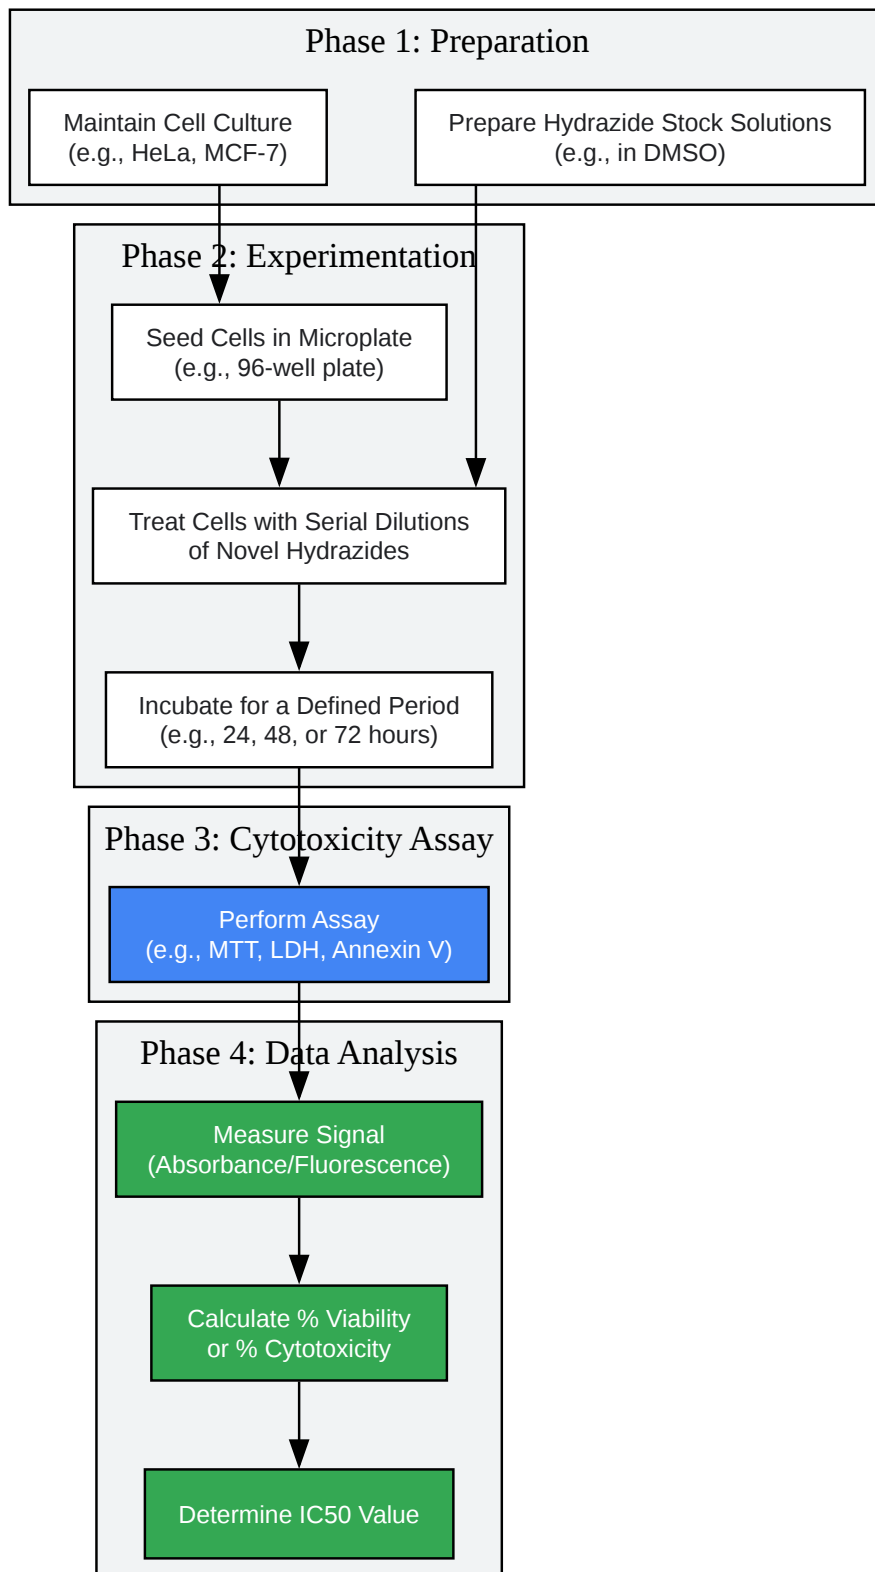 Phase 1: Preparation
Maintain Cell Culture
(e.g., HeLa, MCF-7)
Prepare Hydrazide Stock Solutions
(e.g., in DMSO)
Phase 2: Experimentation
Seed Cells in Microplate
(e.g., 96-well plate)
Treat Cells with Serial Dilutions
of Novel Hydrazides
Incubate for a Defined Period
(e.g., 24, 48, or 72 hours)
Phase 3: Cytotoxicity Assay
Perform Assay
(e.g., MTT, LDH, Annexin V)
Phase 4: Data Analysis
Measure Signal
(Absorbance/Fluorescence)
Calculate % Viability
or % Cytotoxicity
Determine IC50 Value